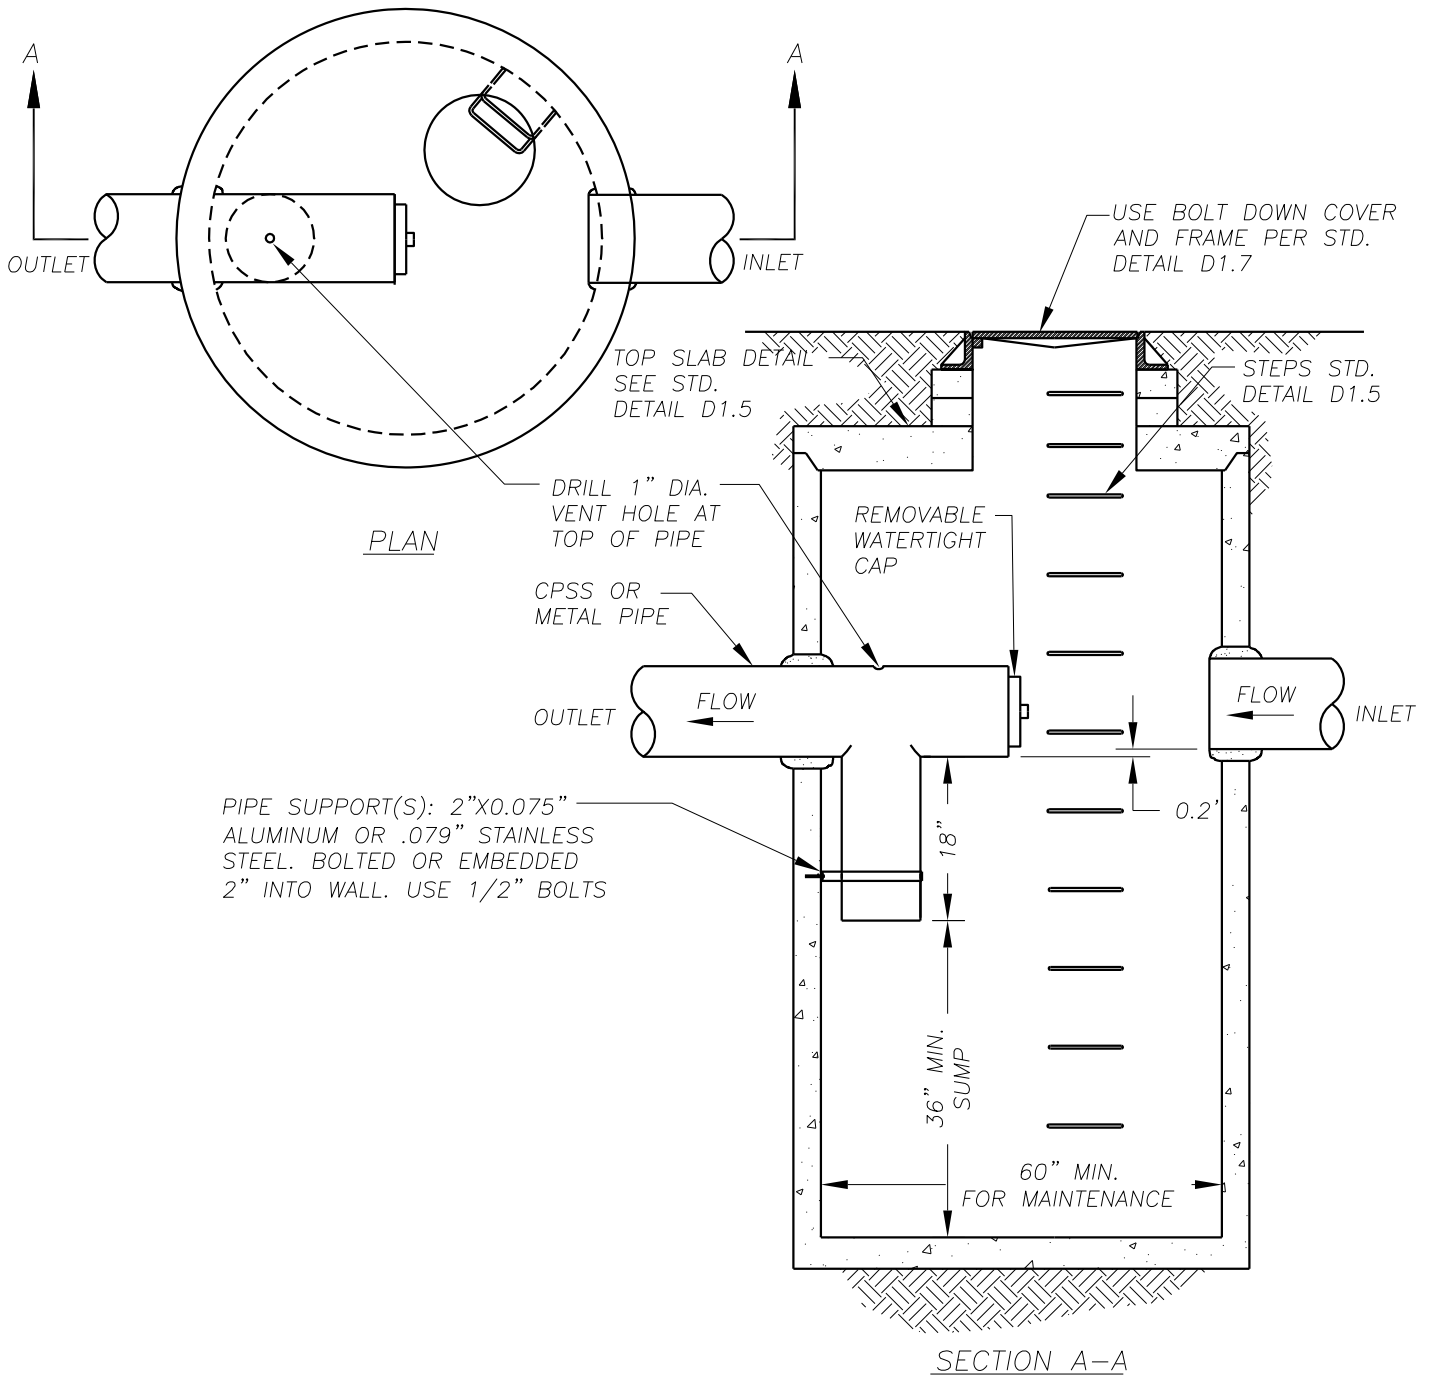 A
A
OUTLET
INLET
USE BOLT DOWN COVER
AND FRAME PER STD.
DETAIL D1.7
TOP SLAB DETAIL
SEE STD.
DETAIL D1.5
STEPS STD.
DETAIL D1.5
DRILL 1" DIA.
VENT HOLE AT
TOP OF PIPE
PLAN
REMOVABLE
WATERTIGHT
CAP
CPSS OR
METAL PIPE
FLOW
OUTLET
FLOW
INLET
PIPE SUPPORT(S): 2"X0.075"
ALUMINUM OR .079" STAINLESS
STEEL. BOLTED OR EMBEDDED
2" INTO WALL. USE 1/2" BOLTS
0.2'
18"
36" MIN.
SUMP
60" MIN.
FOR MAINTENANCE
SECTION A-A